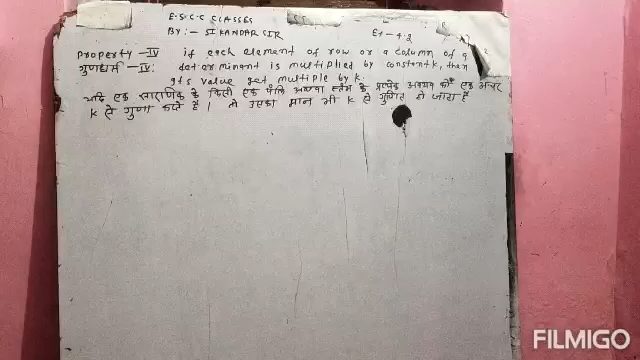 E.S.C.C CLASSES
BY:- SIKANDAR SIR Ex-4.2
Property-IV if each element of row or a column of a
गुणधर्म-IV: determinant is multiplied by constant k, then
its value get multiple by k.
यदि एक सारणिक के किसी एक पंक्ति अथवा स्तंभ के प्रत्येक अवयव को एक अचर
k से गुणा करते हैं। तो उसका मान भी k से गुणित हो जाता है
FILMIGO